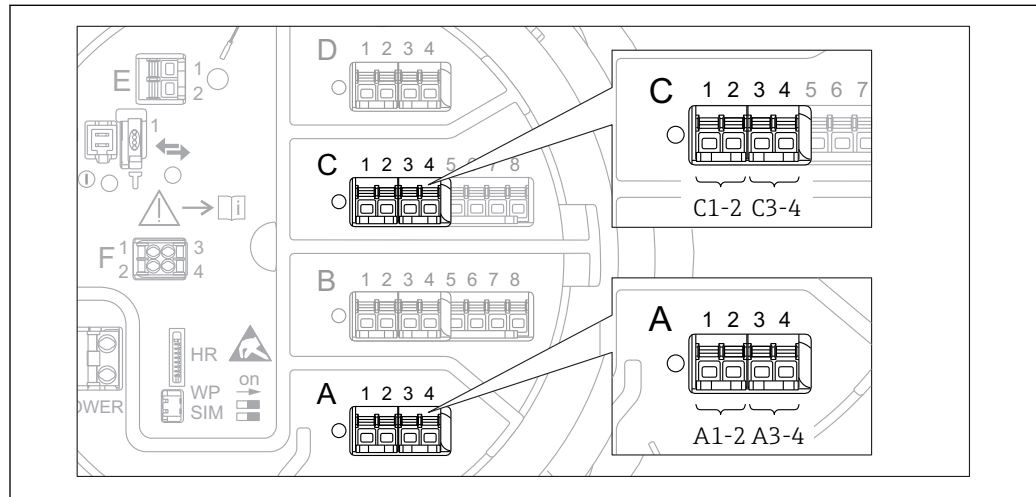 D 1 2 3 4
E 1
2
1
C 1 2 3 4 5 6 7 8
C 1 2 3 4 5 6 7
C1-2 C3-4
i
F 1 3
2 4
B 1 2 3 4 5 6 7 8
HR
WP on
SIM
OWER
A 1 2 3 4
A 1 2 3 4
A1-2 A3-4